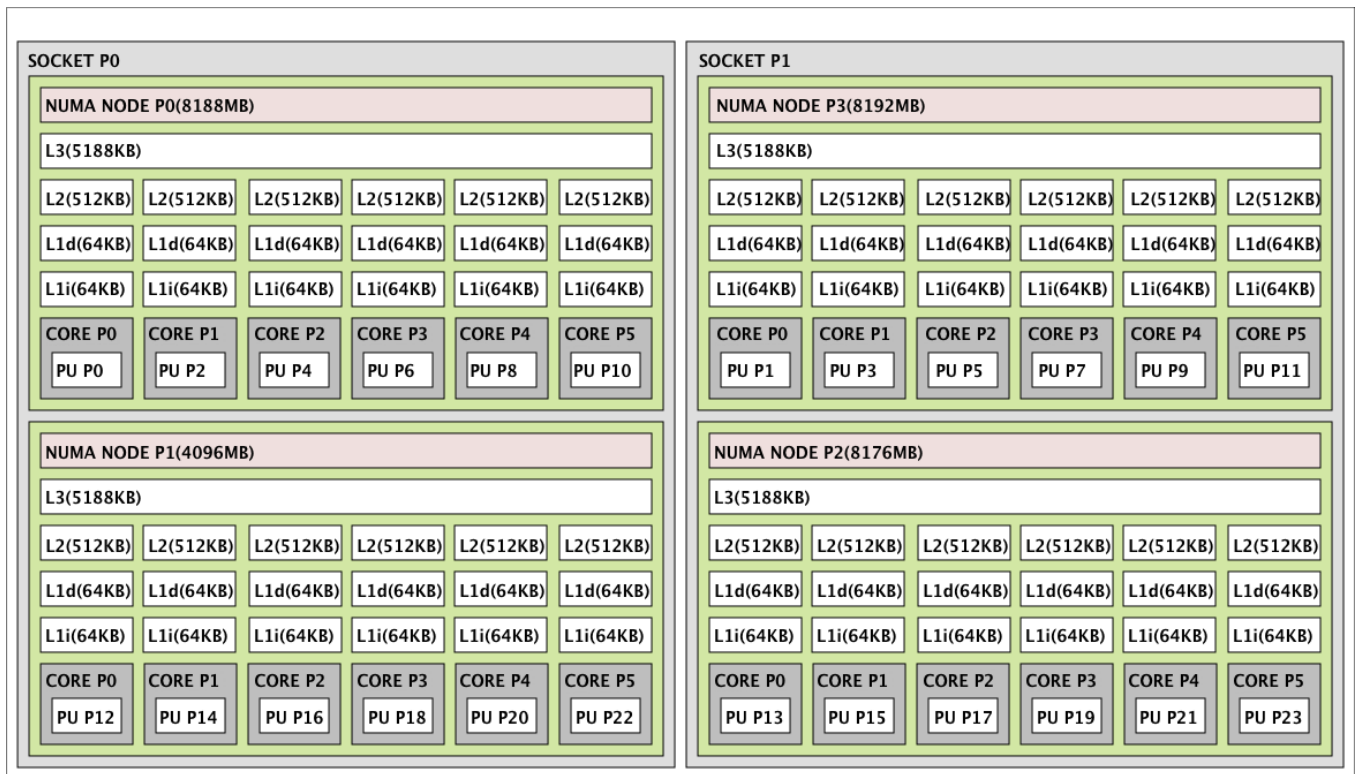 SOCKET P0
NUMA NODE P0(8188MB)
L3(5188KB)
L2(512KB) L2(512KB) L2(512KB) L2(512KB) L2(512KB) L2(512KB)
L1d(64KB) L1d(64KB) L1d(64KB) L1d(64KB) L1d(64KB) L1d(64KB)
L1i(64KB) L1i(64KB) L1i(64KB) L1i(64KB) L1i(64KB) L1i(64KB)
CORE P0 CORE P1 CORE P2 CORE P3 CORE P4 CORE P5
PU P0 PU P2 PU P4 PU P6 PU P8 PU P10
NUMA NODE P1(4096MB)
L3(5188KB)
L2(512KB) L2(512KB) L2(512KB) L2(512KB) L2(512KB) L2(512KB)
L1d(64KB) L1d(64KB) L1d(64KB) L1d(64KB) L1d(64KB) L1d(64KB)
L1i(64KB) L1i(64KB) L1i(64KB) L1i(64KB) L1i(64KB) L1i(64KB)
CORE P0 CORE P1 CORE P2 CORE P3 CORE P4 CORE P5
PU P12 PU P14 PU P16 PU P18 PU P20 PU P22
SOCKET P1
NUMA NODE P3(8192MB)
L3(5188KB)
L2(512KB) L2(512KB) L2(512KB) L2(512KB) L2(512KB) L2(512KB)
L1d(64KB) L1d(64KB) L1d(64KB) L1d(64KB) L1d(64KB) L1d(64KB)
L1i(64KB) L1i(64KB) L1i(64KB) L1i(64KB) L1i(64KB) L1i(64KB)
CORE P0 CORE P1 CORE P2 CORE P3 CORE P4 CORE P5
PU P1 PU P3 PU P5 PU P7 PU P9 PU P11
NUMA NODE P2(8176MB)
L3(5188KB)
L2(512KB) L2(512KB) L2(512KB) L2(512KB) L2(512KB) L2(512KB)
L1d(64KB) L1d(64KB) L1d(64KB) L1d(64KB) L1d(64KB) L1d(64KB)
L1i(64KB) L1i(64KB) L1i(64KB) L1i(64KB) L1i(64KB) L1i(64KB)
CORE P0 CORE P1 CORE P2 CORE P3 CORE P4 CORE P5
PU P13 PU P15 PU P17 PU P19 PU P21 PU P23